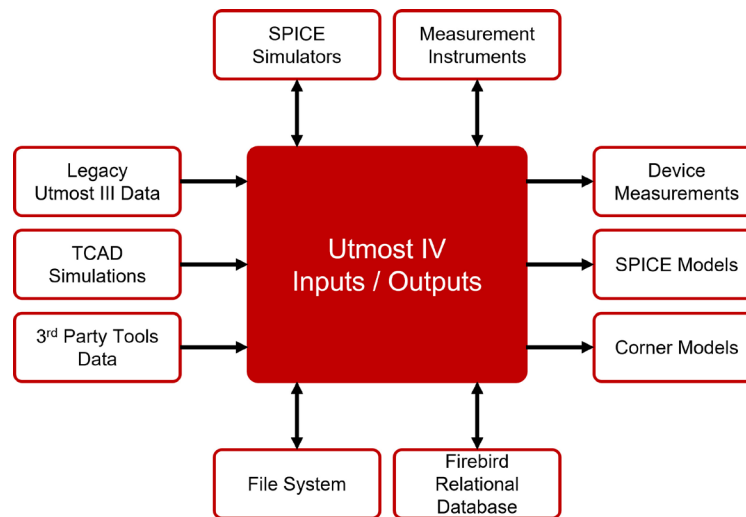 SPICE
Simulators
Measurement
Instruments
Legacy
Utmost III Data
TCAD
Simulations
3rd Party Tools
Data
Utmost IV
Inputs / Outputs
Device
Measurements
SPICE Models
Corner Models
File System
Firebird
Relational
Database